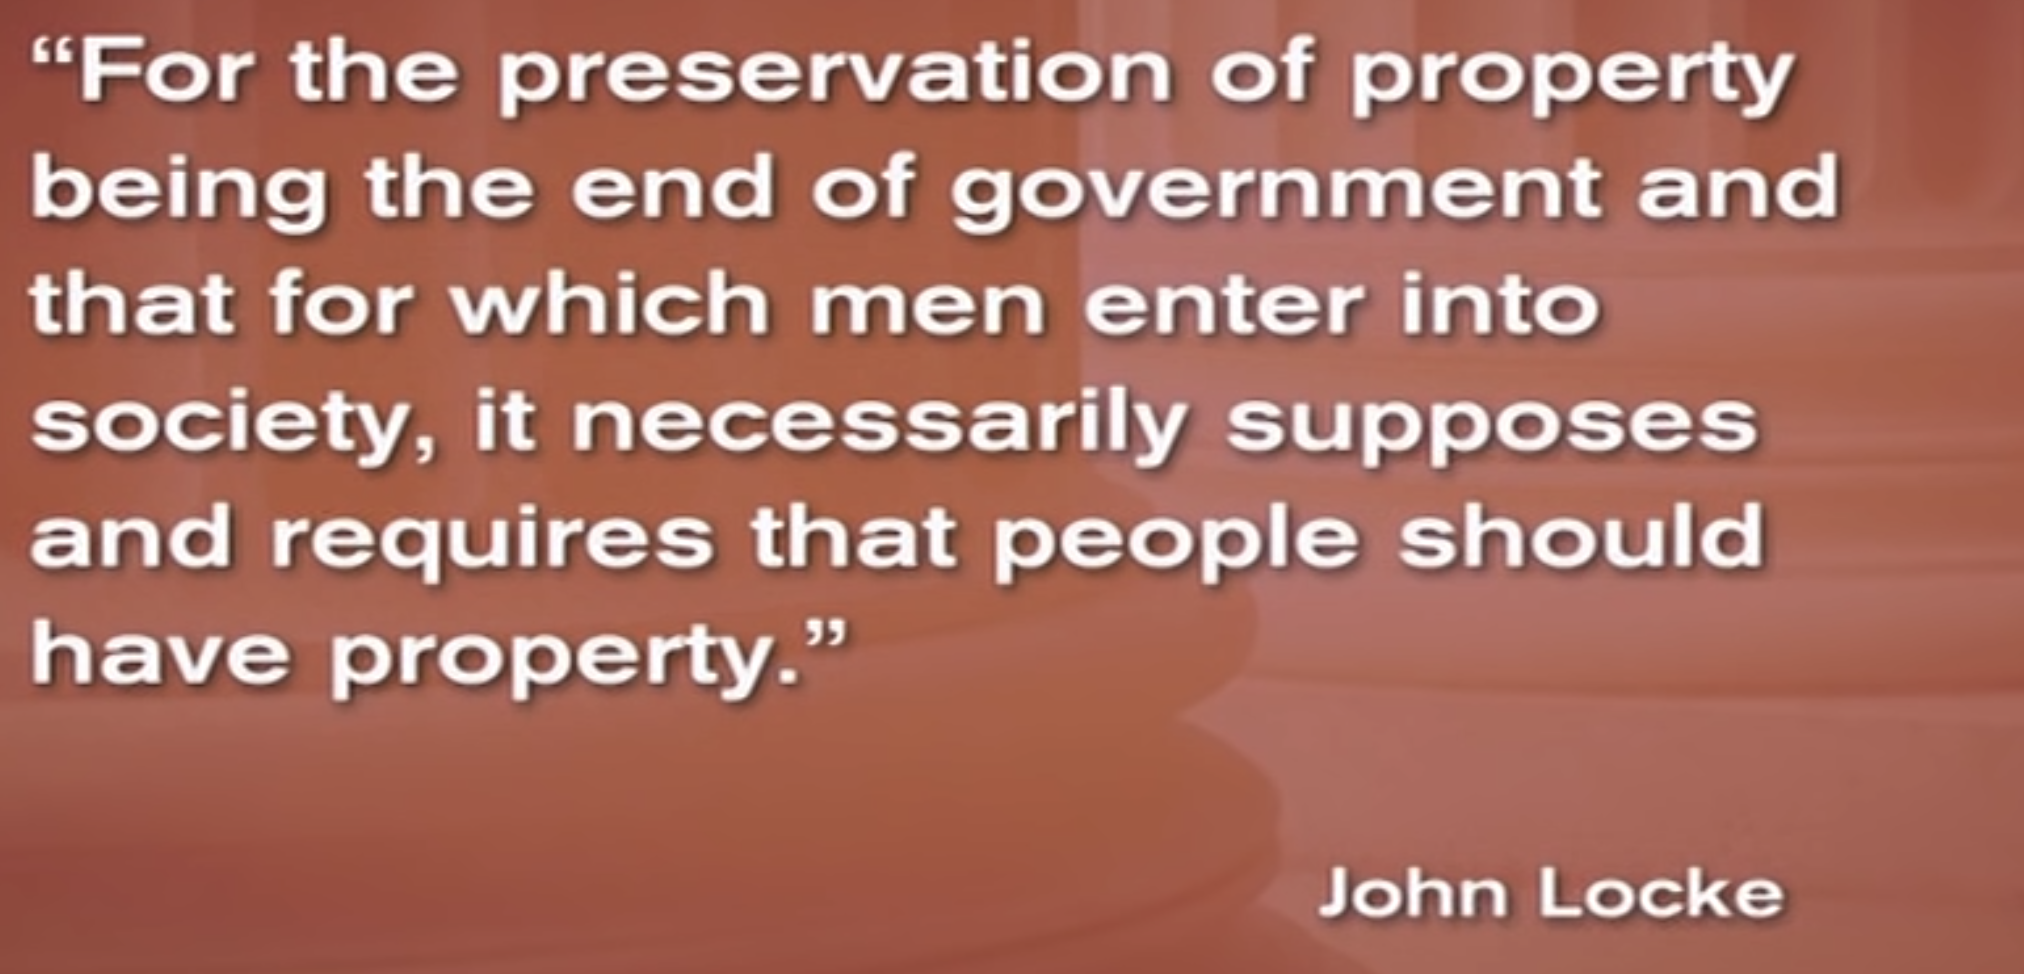 “For the preservation of property
being the end of government and
that for which men enter into
society, it necessarily supposes
and requires that people should
have property.”
John Locke